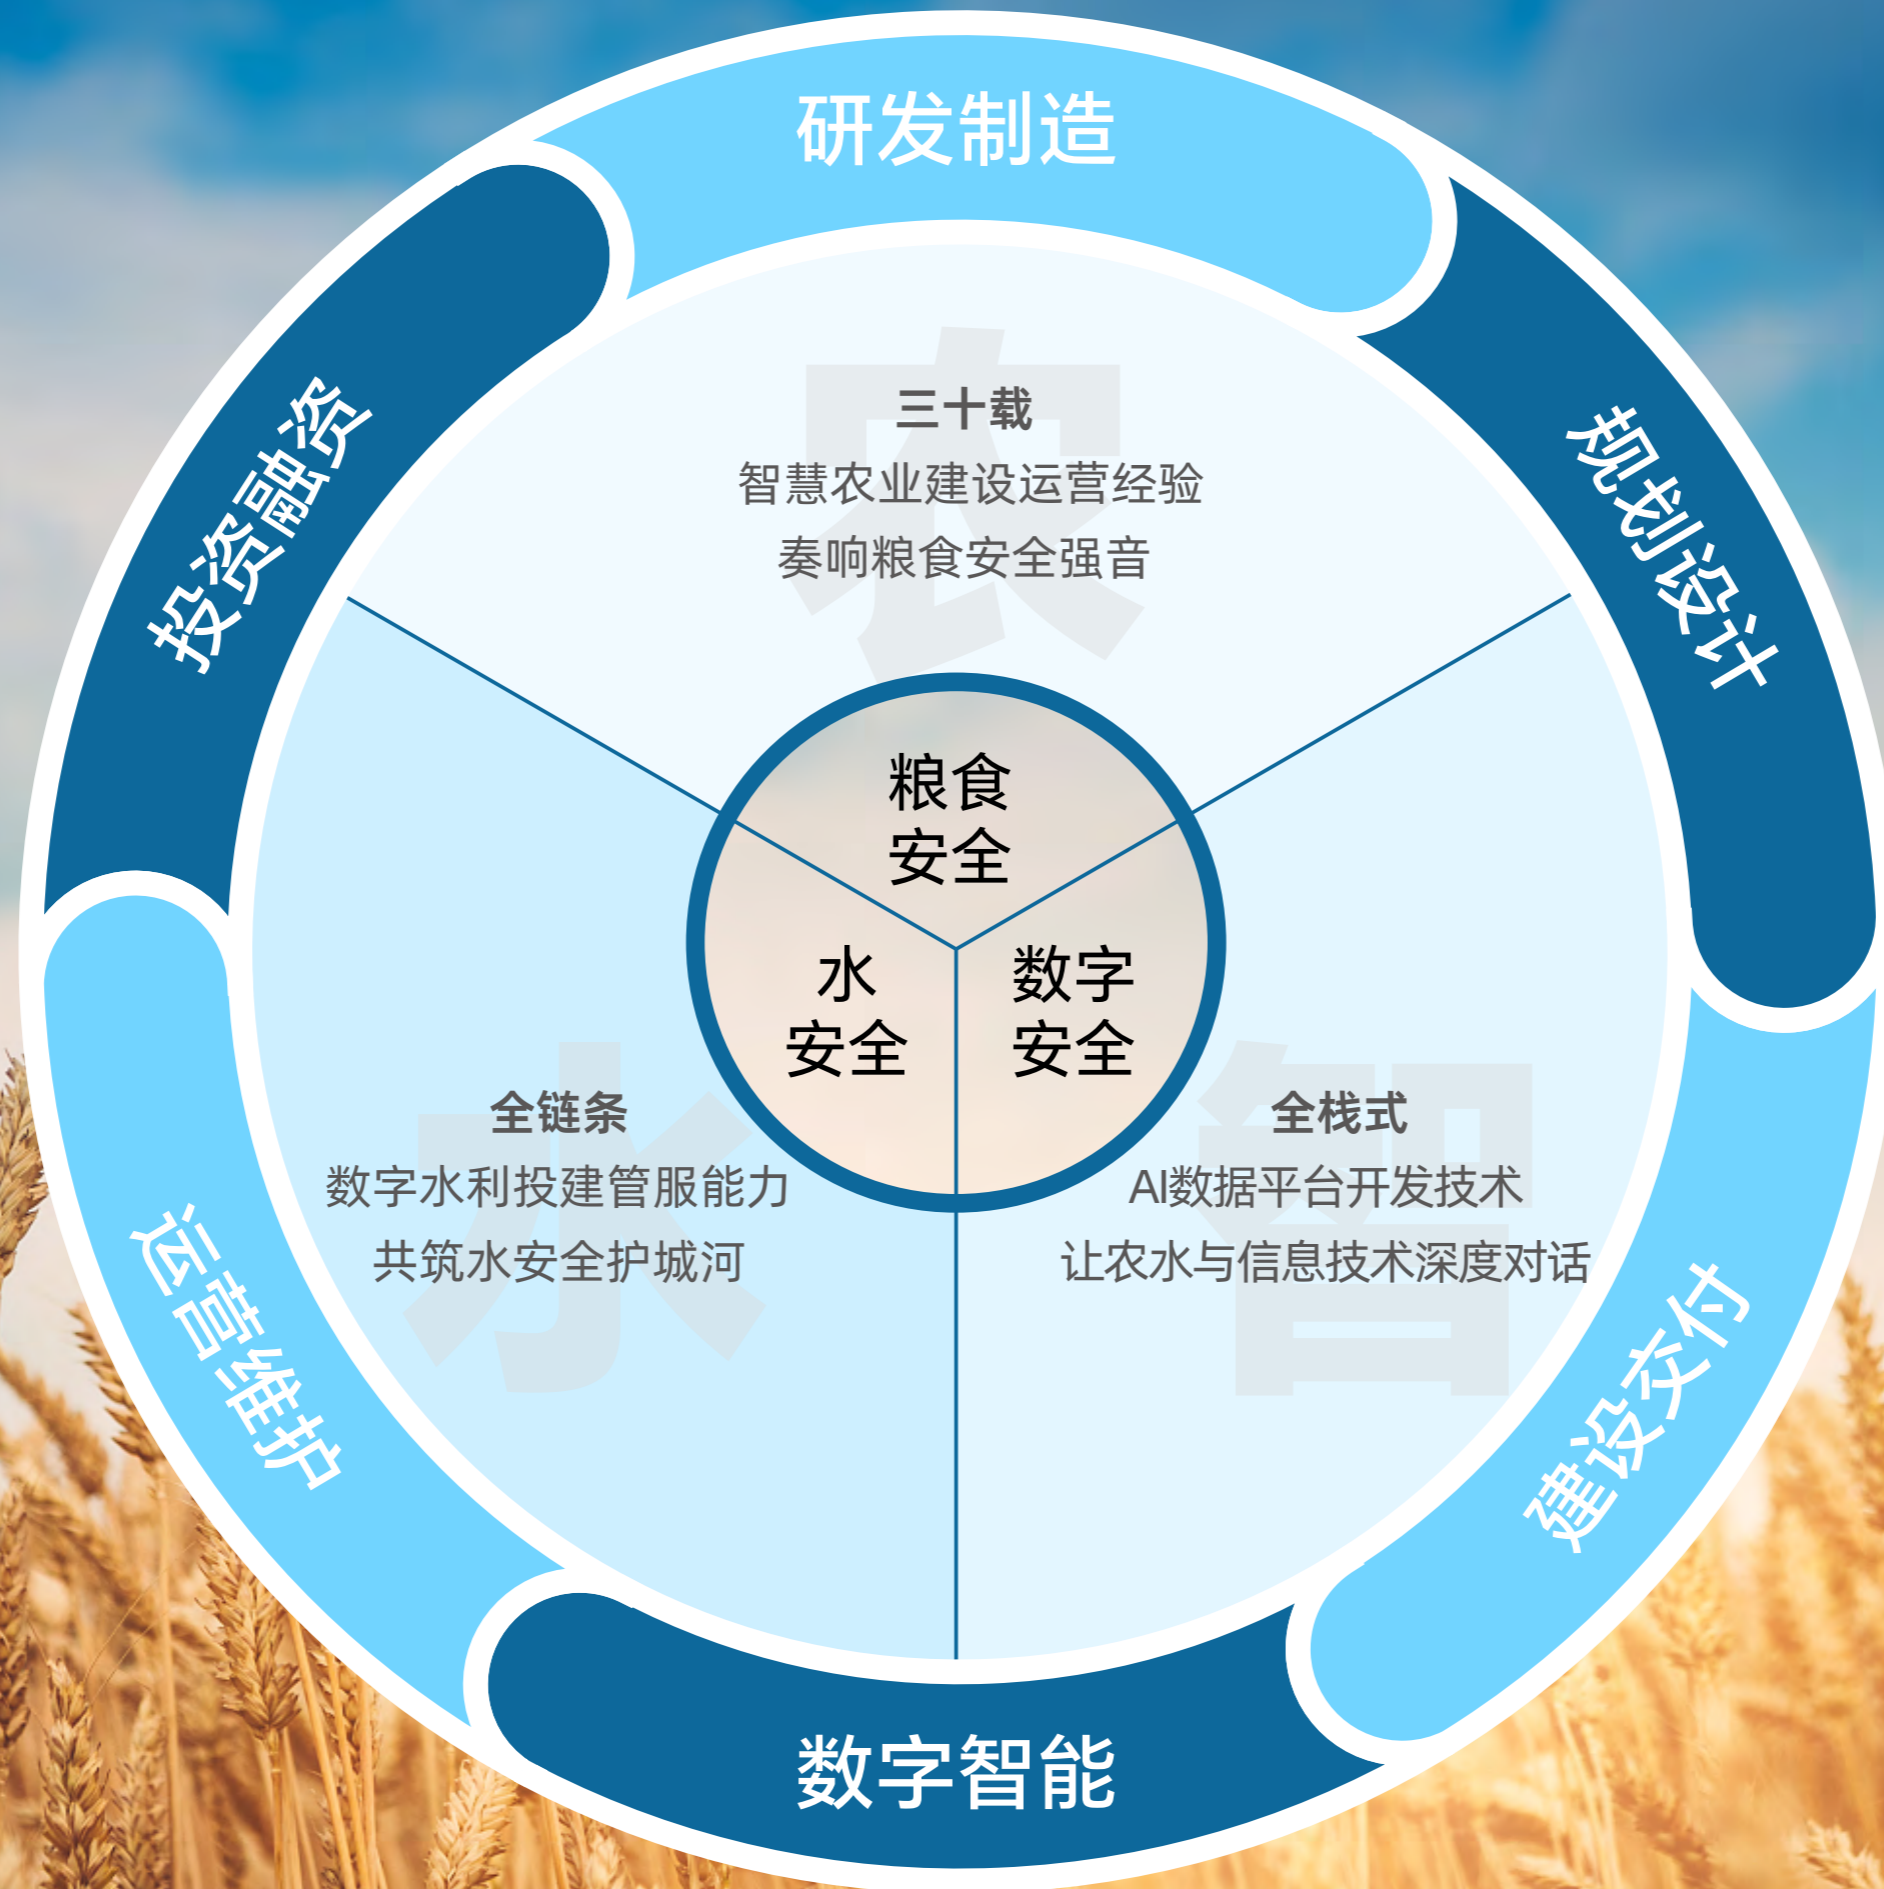 研发制造
规划设计
建设交付
数字智能
运营维护
投资融资
农
三十载
智慧农业建设运营经验
奏响粮食安全强音
粮食
安全
水
安全
数字
安全
水
全链条
数字水利投建管服能力
共筑水安全护城河
智
全栈式
AI数据平台开发技术
让农水与信息技术深度对话